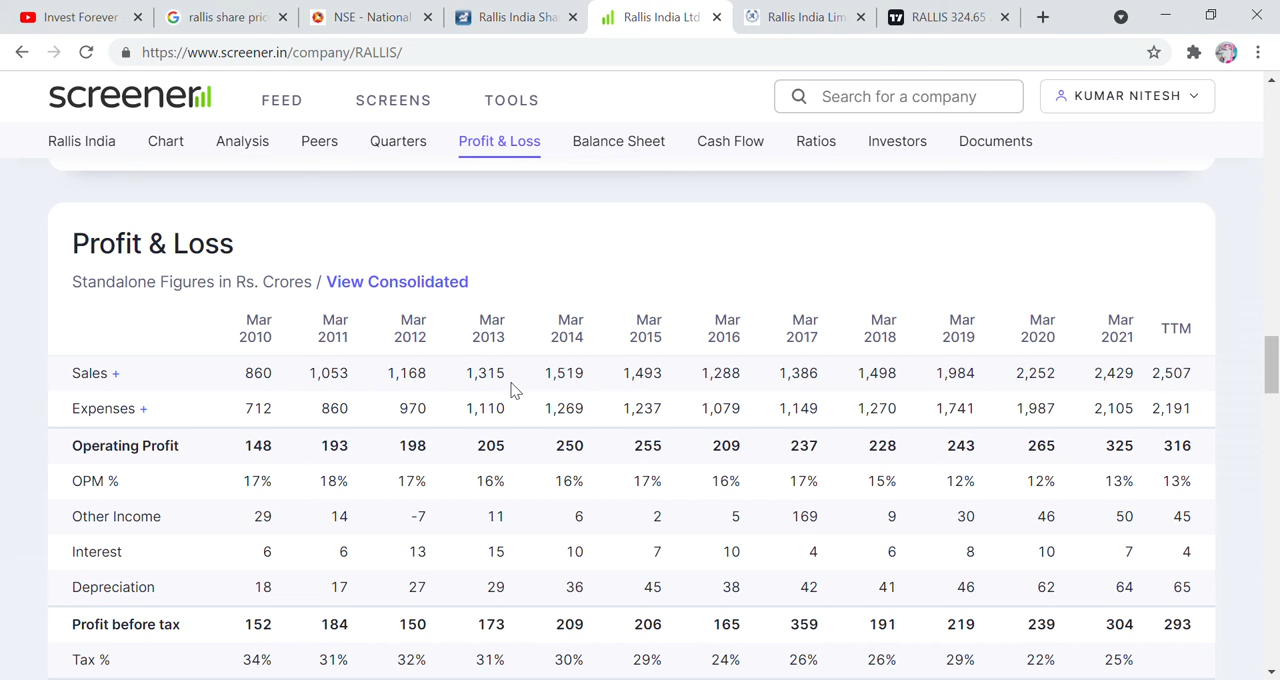 Invest Forever
rallis share pric
NSE - National
Rallis India Sha
Rallis India Ltd
Rallis India Lim
RALLIS 324.65
https://www.screener.in/company/RALLIS/
screener
FEED
SCREENS
TOOLS
Search for a company
KUMAR NITESH
Rallis India Chart Analysis Peers Quarters Profit & Loss Balance Sheet Cash Flow Ratios Investors Documents
Profit & Loss
Standalone Figures in Rs. Crores / View Consolidated
Mar Mar Mar Mar Mar Mar Mar Mar Mar Mar Mar Mar
2010 2011 2012 2013 2014 2015 2016 2017 2018 2019 2020 2021 TTM
Sales + 860 1,053 1,168 1,315 1,519 1,493 1,288 1,386 1,498 1,984 2,252 2,429 2,507
Expenses + 712 860 970 1,110 1,269 1,237 1,079 1,149 1,270 1,741 1,987 2,105 2,191
Operating Profit 148 193 198 205 250 255 209 237 228 243 265 325 316
OPM % 17% 18% 17% 16% 16% 17% 16% 17% 15% 12% 12% 13% 13%
Other Income 29 14 -7 11 6 2 5 169 9 30 46 50 45
Interest 6 6 13 15 10 7 10 4 6 8 10 7 4
Depreciation 18 17 27 29 36 45 38 42 41 46 62 64 65
Profit before tax 152 184 150 173 209 206 165 359 191 219 239 304 293
Tax % 34% 31% 32% 31% 30% 29% 24% 26% 26% 29% 22% 25%